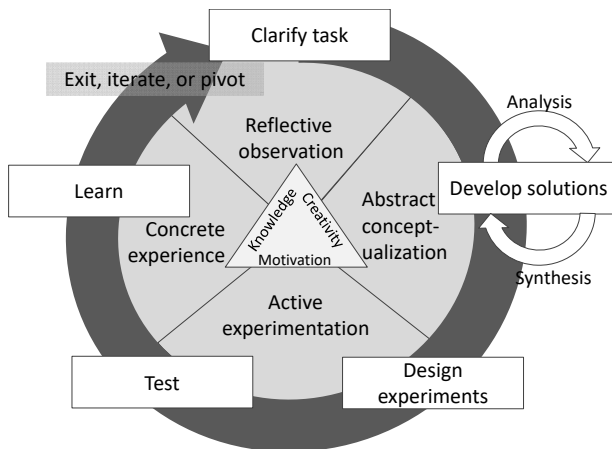 Clarify task
Exit, iterate, or pivot
Analysis
Reflective
observation
Learn
Develop solutions
Knowledge
Creativity
Motivation
Abstract
concept-
ualization
Concrete
experience
Synthesis
Active
experimentation
Test
Design
experiments